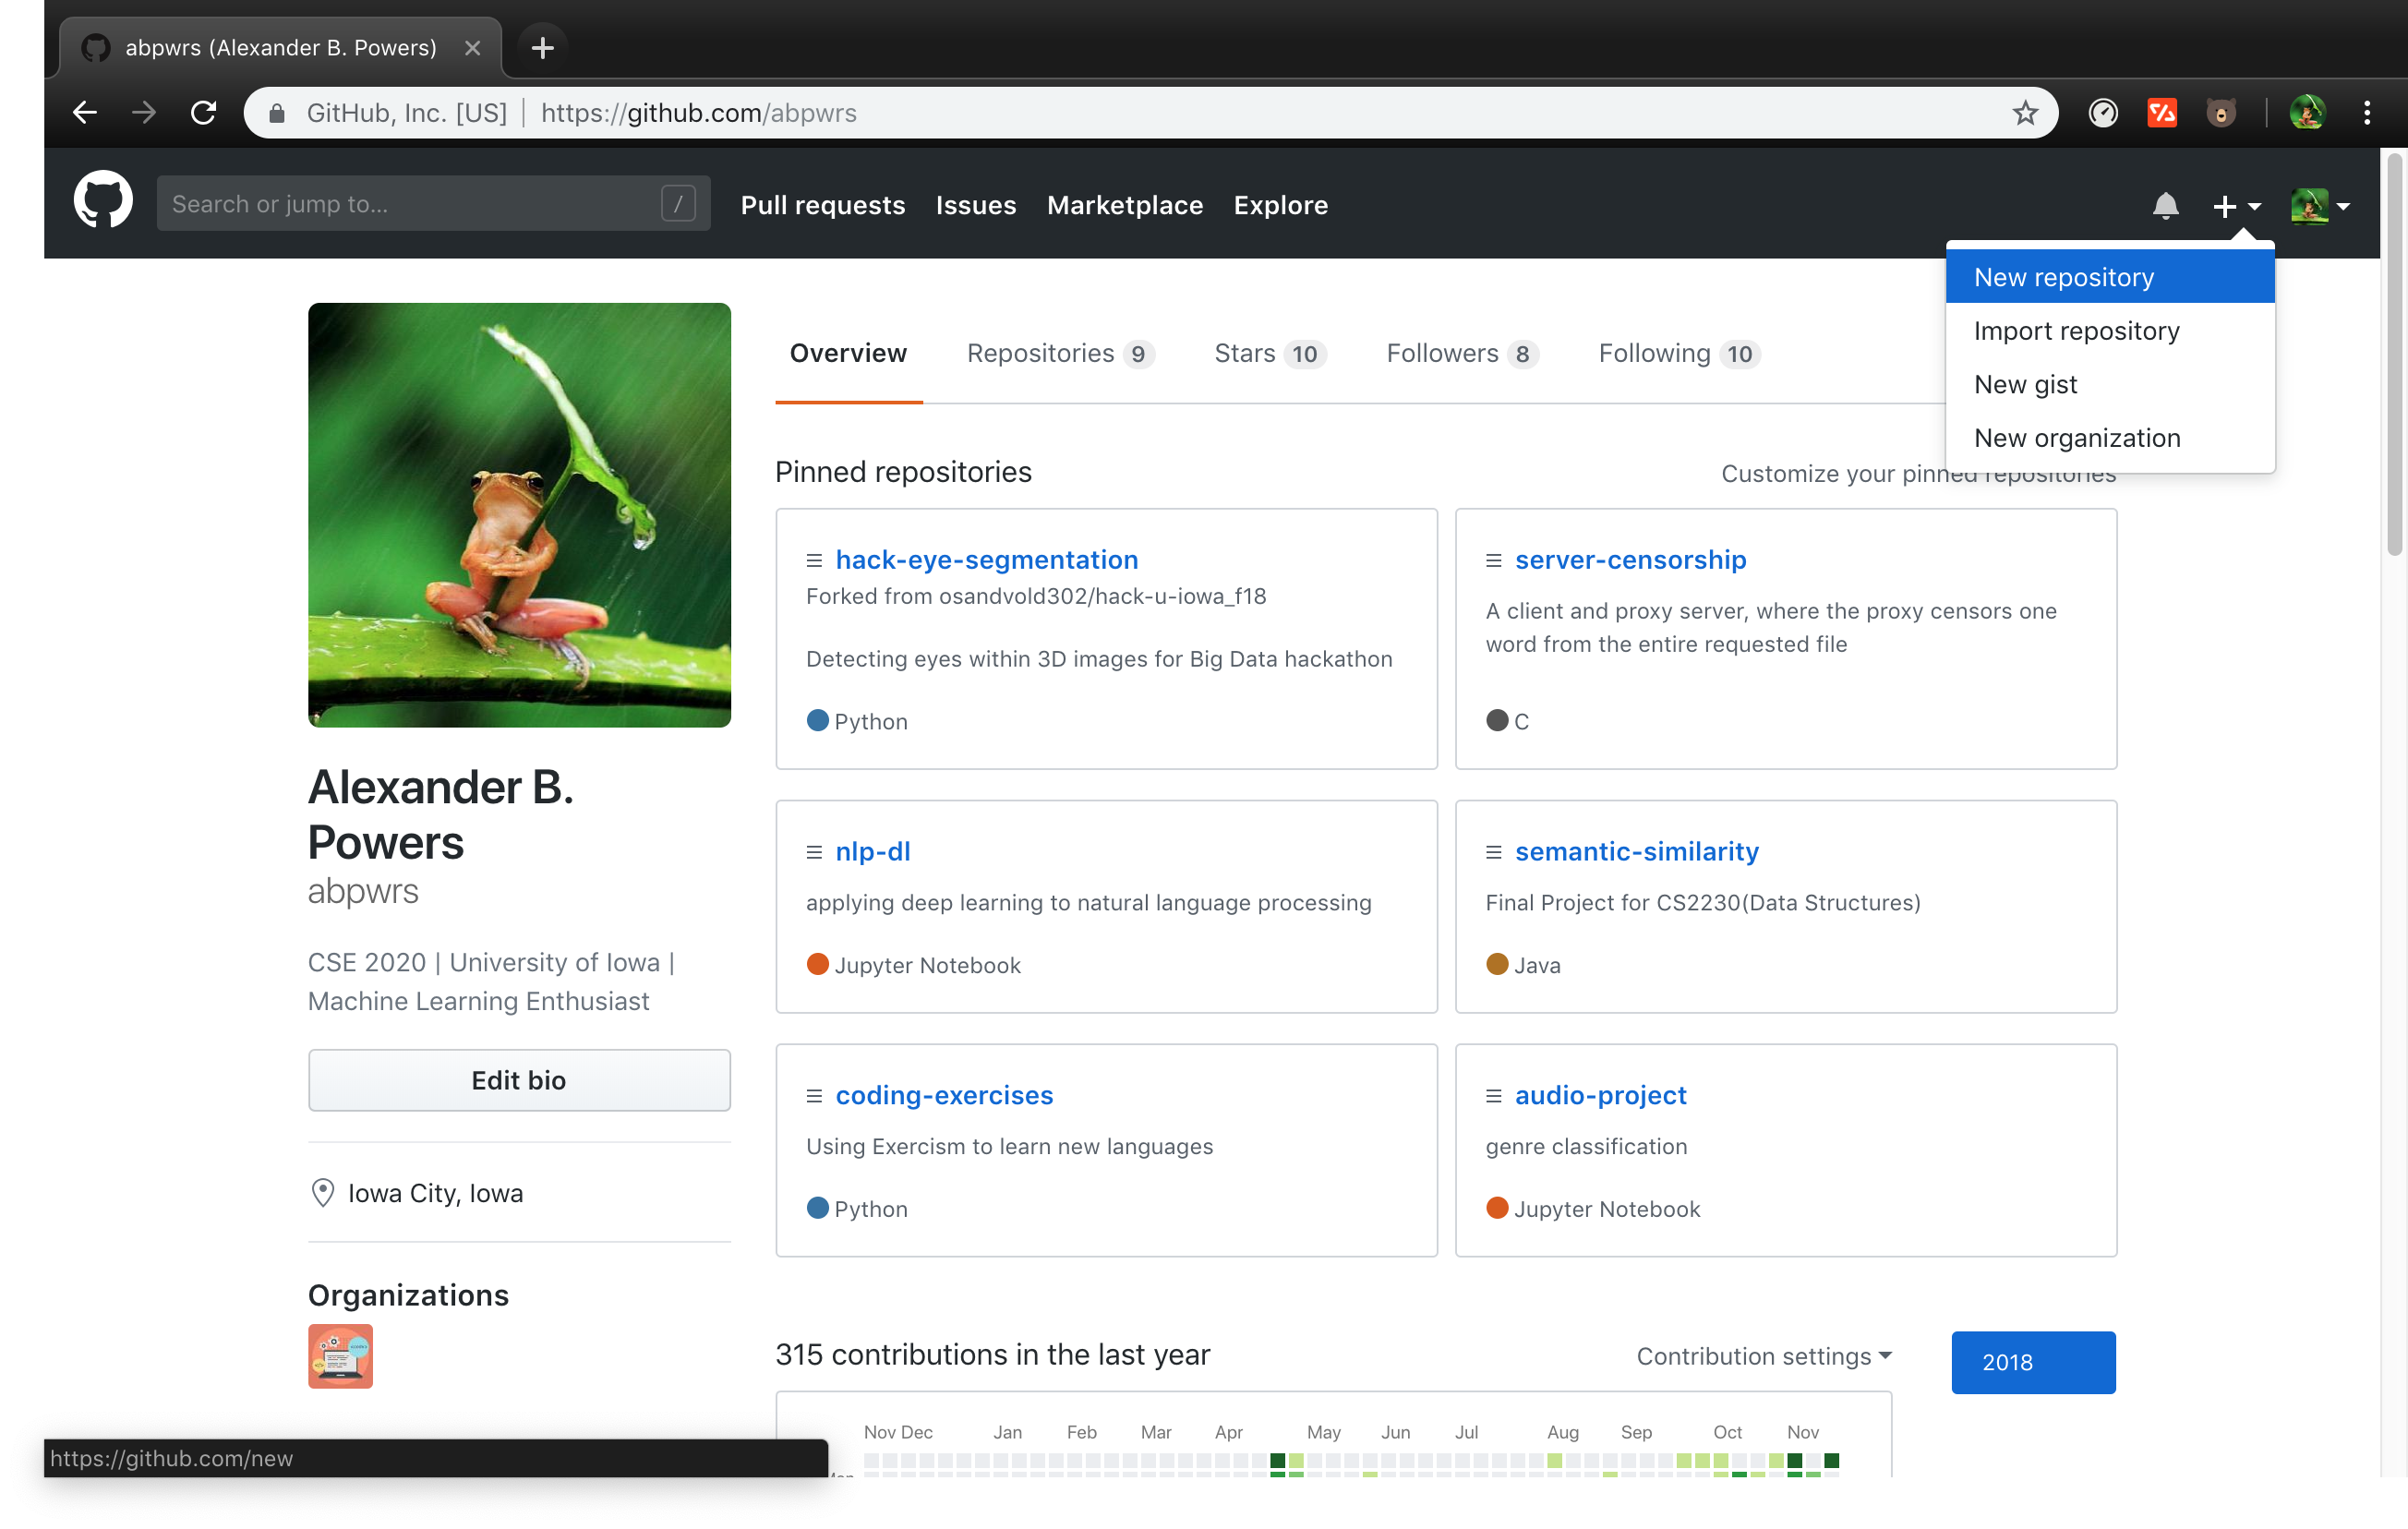 abpwrs (Alexander B. Powers)
GitHub, Inc. [US] | https://github.com/abpwrs
Search or jump to... /
Pull requests Issues Marketplace Explore
New repository
Import repository
New gist
New organization
Overview Repositories 9 Stars 10 Followers 8 Following 10
Pinned repositories
Customize your pinned repositories
hack-eye-segmentation
Forked from osandvold302/hack-u-iowa_f18
Detecting eyes within 3D images for Big Data hackathon
Python
server-censorship
A client and proxy server, where the proxy censors one
word from the entire requested file
C
Alexander B.
Powers
abpwrs
CSE 2020 | University of Iowa |
Machine Learning Enthusiast
Edit bio
Iowa City, Iowa
Organizations
nlp-dl
applying deep learning to natural language processing
Jupyter Notebook
semantic-similarity
Final Project for CS2230(Data Structures)
Java
coding-exercises
Using Exercism to learn new languages
Python
audio-project
genre classification
Jupyter Notebook
315 contributions in the last year
Contribution settings
2018
Nov Dec Jan Feb Mar Apr May Jun Jul Aug Sep Oct Nov
https://github.com/new